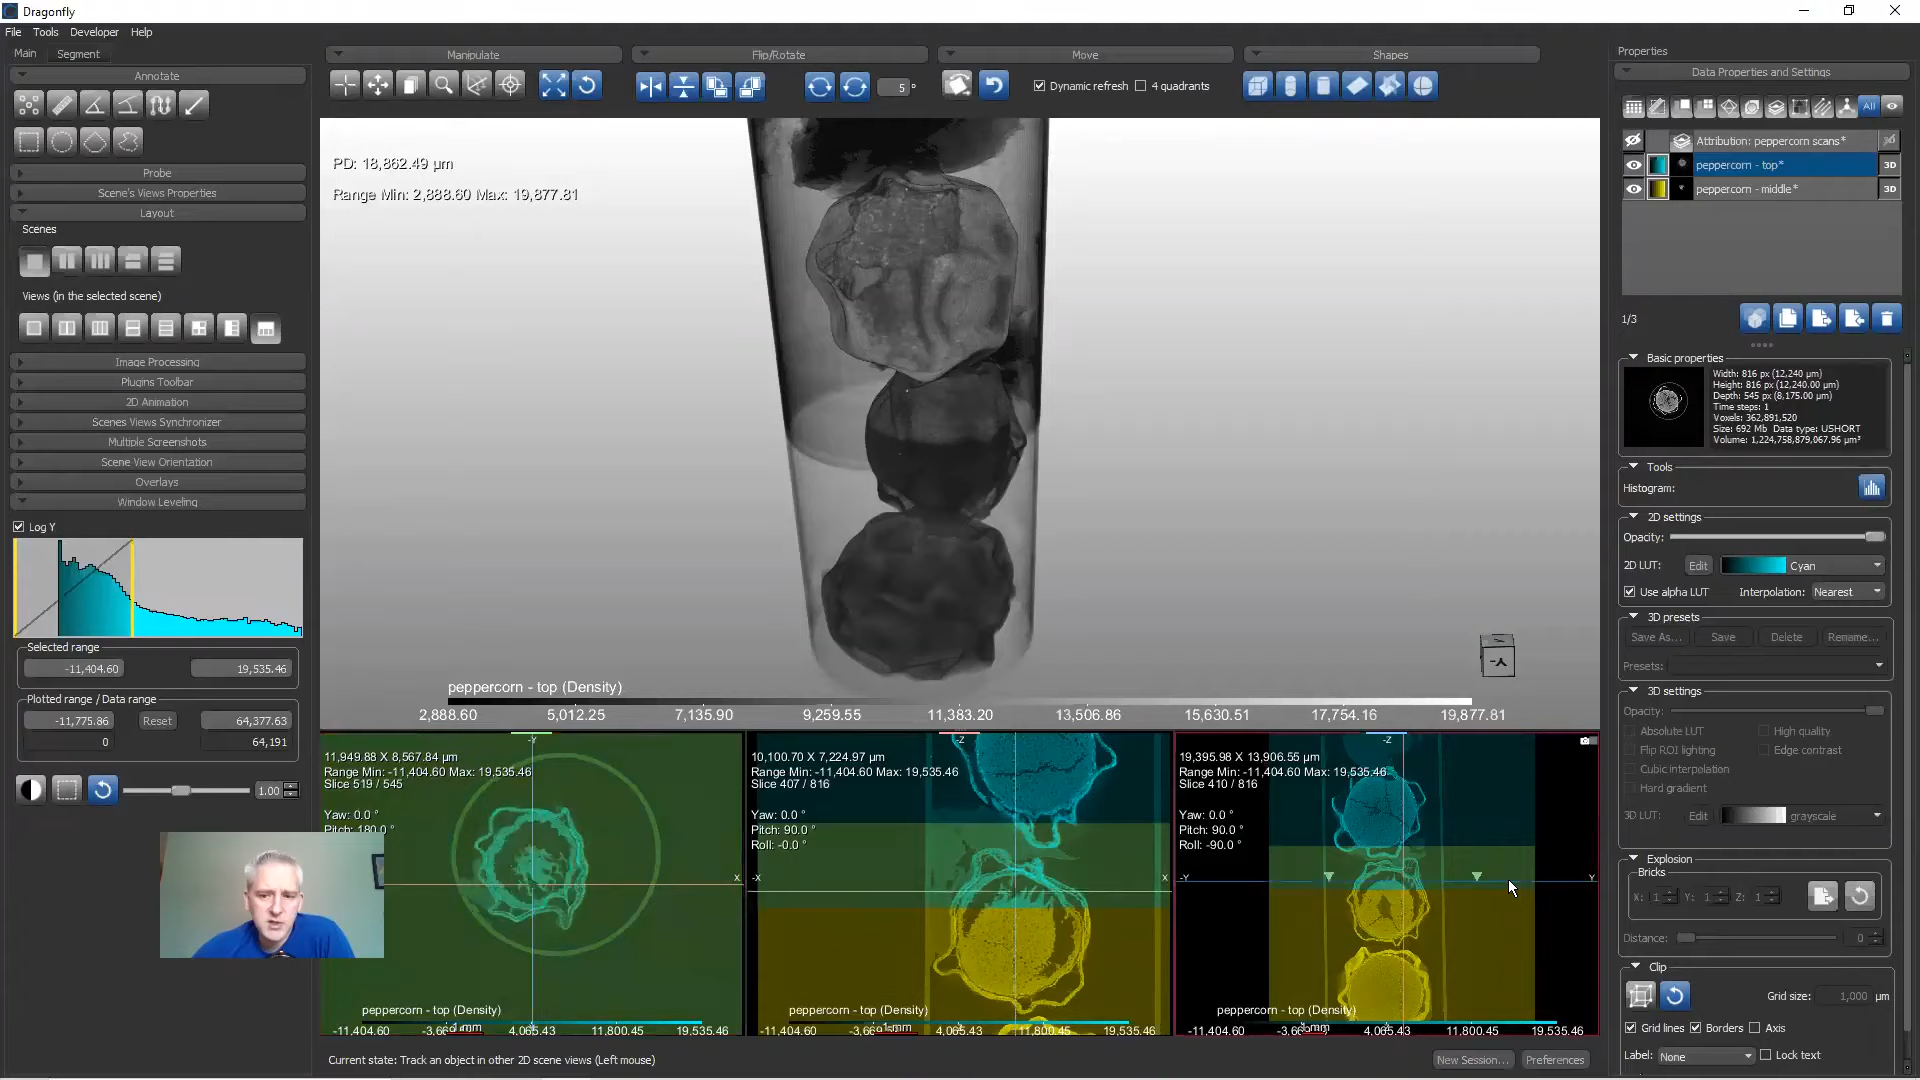 Dragonfly
File Tools Developer Help
Main Segment
Annotate
Probe
Scene's Views Properties
Layout
Scenes
Views (in the selected scene)
Image Processing
Plugins Toolbar
2D Animation
Scenes Views Synchronizer
Multiple Screenshots
Scene View Orientation
Overlays
Window Leveling
Log Y
Selected range
-11,404.60 19,535.46
Plotted range / Data range
-11,775.86 Reset 64,377.63
0 64,191
1.00
Manipulate Flip/Rotate Move Shapes
5 °
Dynamic refresh 4 quadrants
PD: 18,862.49 µm
Range Min: 2,888.60 Max: 19,877.81
-Y
peppercorn - top (Density)
2,888.60 5,012.25 7,135.90 9,259.55 11,383.20 13,506.86 15,630.51 17,754.16 19,877.81
-Y
11,949.88 X 8,567.84 µm
Range Min: -11,404.60 Max: 19,535.46
Slice 519 / 545
Yaw: 0.0 °
Pitch: 180.0 °
X
peppercorn - top (Density)
-11,404.60 4,065.43 11,800.45 19,535.46
-Z
10,100.70 X 7,224.97 µm
Range Min: -11,404.60 Max: 19,535.46
Slice 407 / 816
Yaw: 0.0 °
Pitch: 90.0 °
Roll: -0.0 °
-X X
peppercorn - top (Density)
-11,404.60 4,065.43 11,800.45 19,535.46
-Z
19,395.98 X 13,906.55 µm
Range Min: -11,404.60 Max: 19,535.46
Slice 410 / 816
Yaw: 0.0 °
Pitch: 90.0 °
Roll: -90.0 °
-Y Y
peppercorn - top (Density)
-11,404.60 4,065.43 11,800.45 19,535.46
Current state: Track an object in other 2D scene views (Left mouse)
New Session... Preferences
Properties
Data Properties and Settings
All
Attribution: peppercorn scans*
peppercorn - top* 3D
peppercorn - middle* 3D
1/3
Basic properties
Width: 816 px (12,240 µm)
Height: 816 px (12,240.00 µm)
Depth: 545 px (8,175.00 µm)
Time steps: 1
Voxels: 362,891,520
Size: 692 Mb Data type: USHORT
Volume: 1,224,758,879,067.96 µm³
Tools
Histogram:
2D settings
Opacity:
2D LUT: Edit Cyan
Use alpha LUT Interpolation: Nearest
3D presets
Save As... Save Delete Rename...
Presets:
3D settings
Opacity:
Absolute LUT High quality
Flip ROI lighting Edge contrast
Cubic interpolation
Hard gradient
3D LUT: Edit grayscale
Explosion
Bricks
X: 1 Y: 1 Z: 1
Distance: 0
Clip
Grid size: 1,000 µm
Grid lines Borders Axis
Label: None Lock text